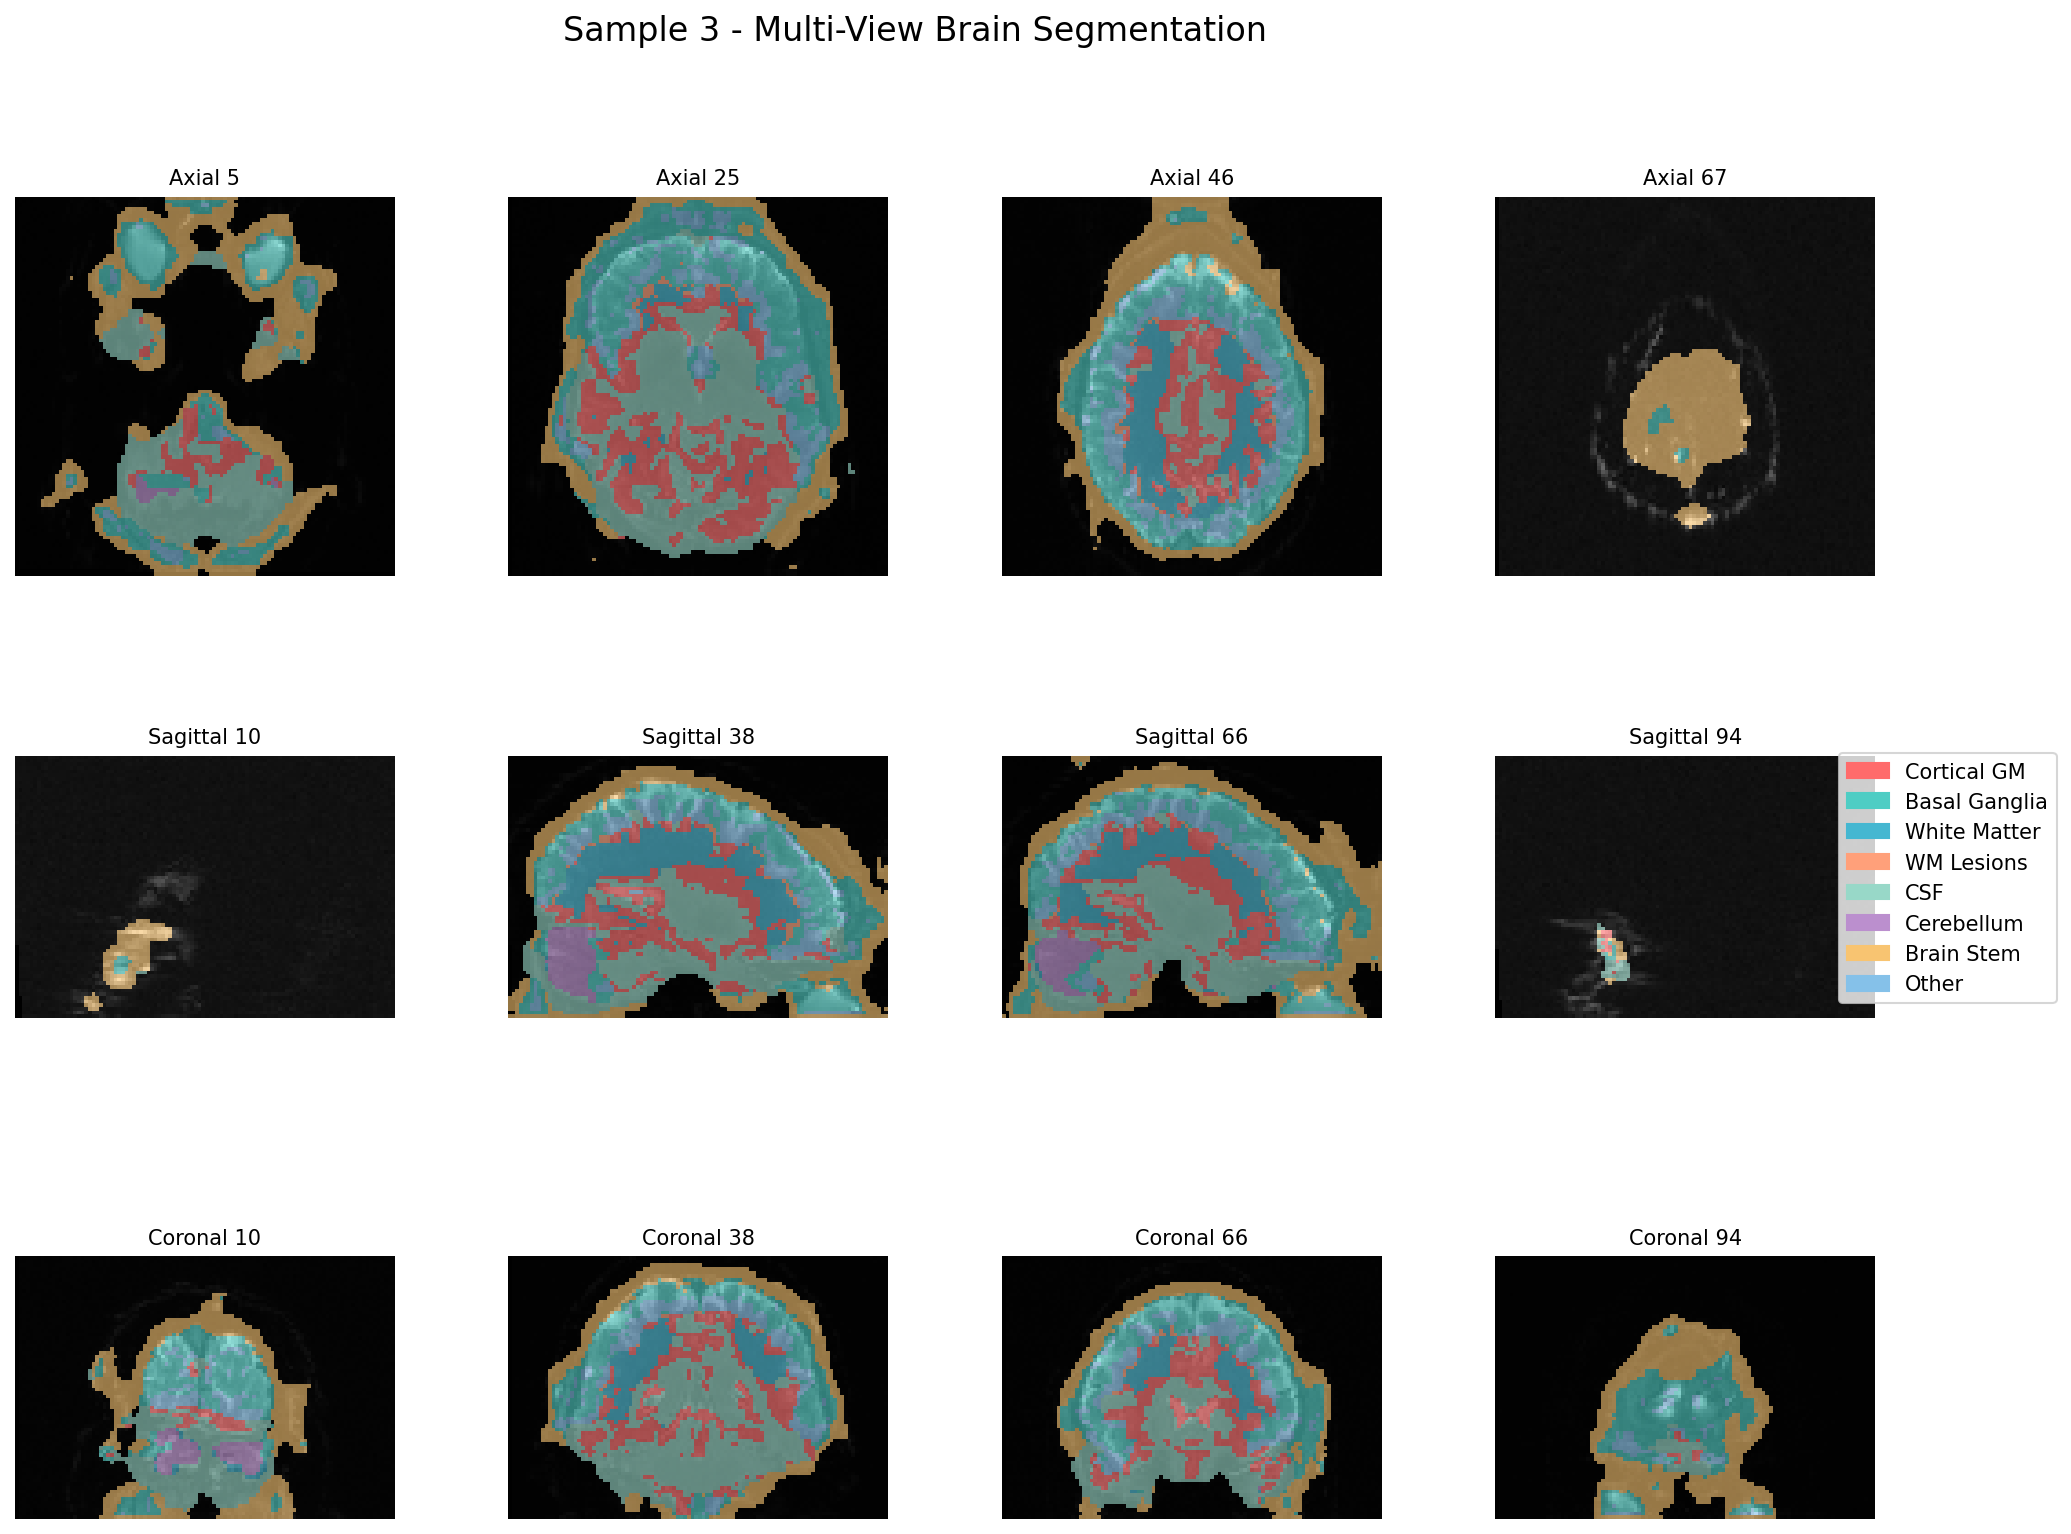 Sample 3 - Multi-View Brain Segmentation
Axial 5
Axial 25
Axial 46
Axial 67
Sagittal 10
Sagittal 38
Sagittal 66
Sagittal 94
Cortical GM
Basal Ganglia
White Matter
WM Lesions
CSF
Cerebellum
Brain Stem
Other
Coronal 10
Coronal 38
Coronal 66
Coronal 94